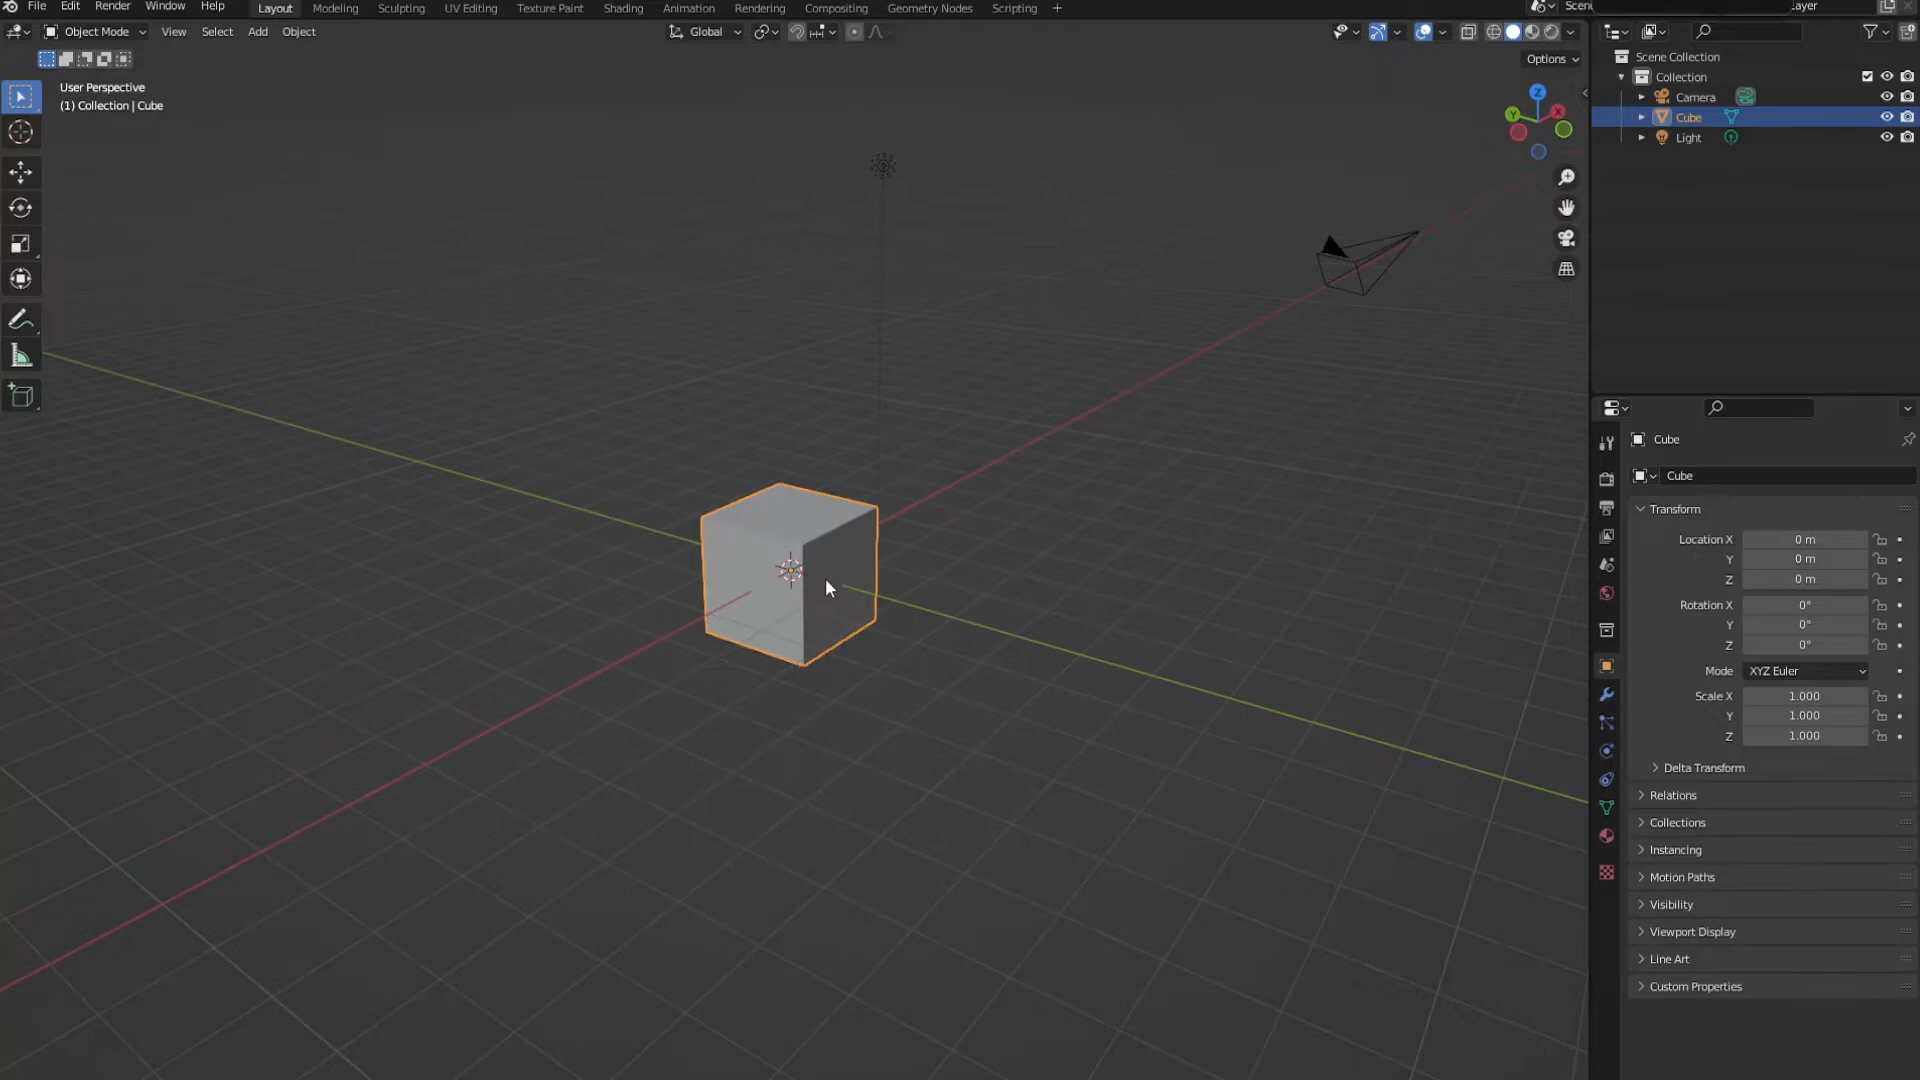 File Edit Render Window Help Layout Modeling Sculpting UV Editing Texture Paint Shading Animation Rendering Compositing Geometry Nodes Scripting +
Object Mode View Select Add Object Global
Options
User Perspective
(1) Collection | Cube
Z
Y
X
Scene Collection
Collection
Camera
Cube
Light
Cube
Cube
Transform
Location X 0 m
Y 0 m
Z 0 m
Rotation X 0°
Y 0°
Z 0°
Mode XYZ Euler
Scale X 1.000
Y 1.000
Z 1.000
Delta Transform
Relations
Collections
Instancing
Motion Paths
Visibility
Viewport Display
Line Art
Custom Properties